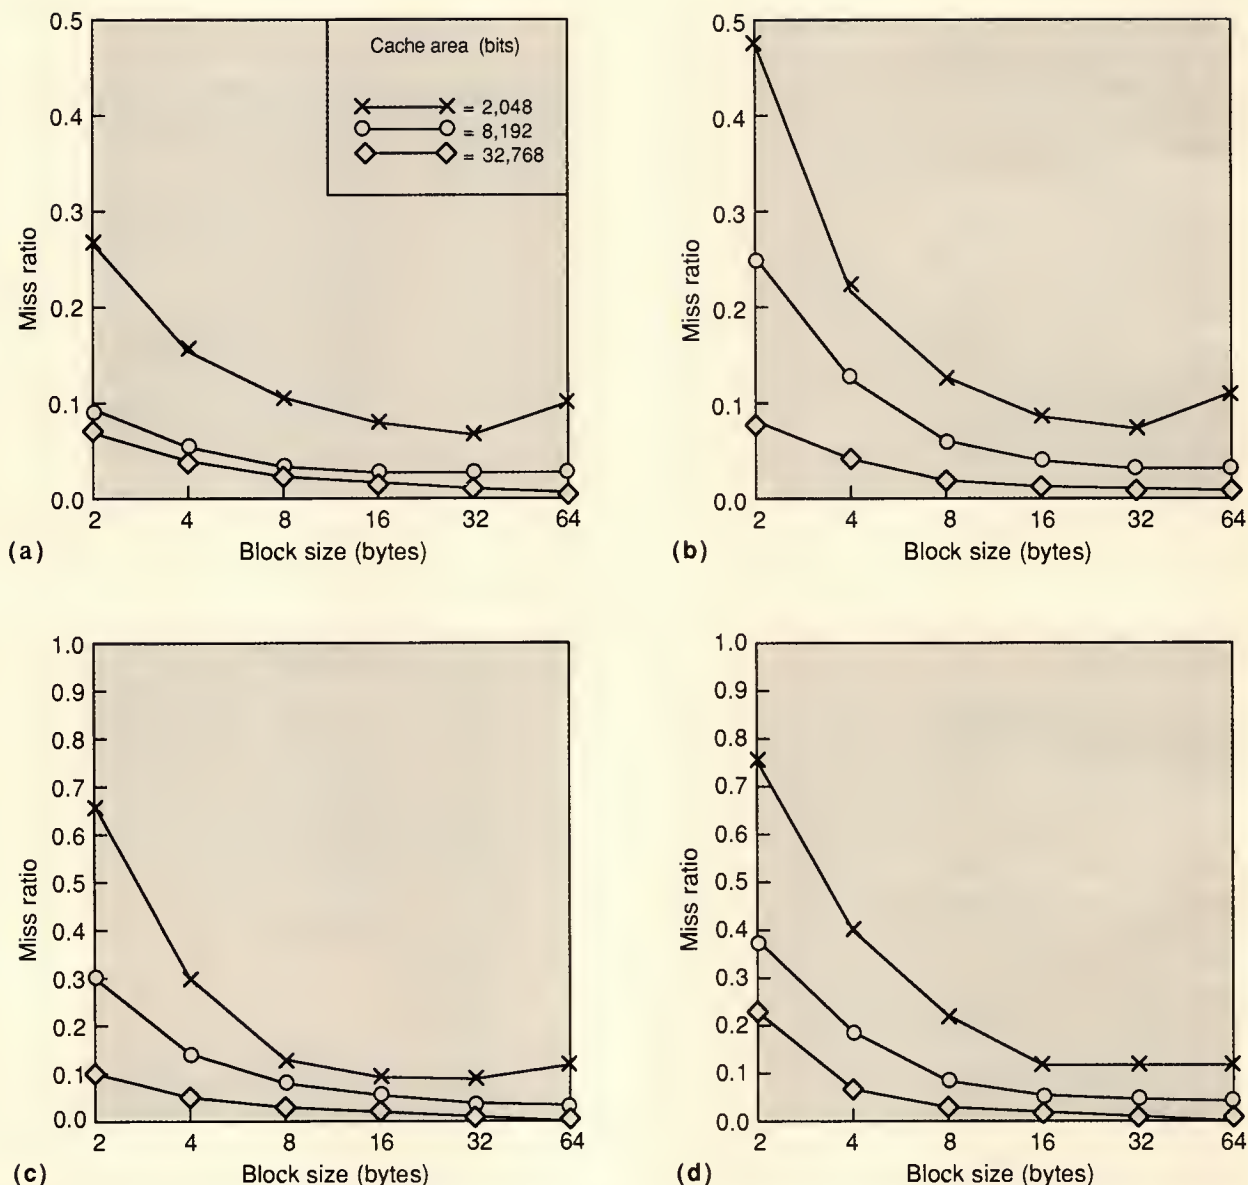 0.5
0.4
0.3
0.2
0.1
0.0
Miss ratio
Cache area (bits)
= 2,048
= 8,192
= 32,768
2 4 8 16 32 64
Block size (bytes)
(a)
0.5
0.4
0.3
0.2
0.1
0.0
Miss ratio
2 4 8 16 32 64
Block size (bytes)
(b)
1.0
0.9
0.8
0.7
0.6
0.5
0.4
0.3
0.2
0.1
0.0
Miss ratio
2 4 8 16 32 64
Block size (bytes)
(c)
1.0
0.9
0.8
0.7
0.6
0.5
0.4
0.3
0.2
0.1
0.0
Miss ratio
2 4 8 16 32 64
Block size (bytes)
(d)